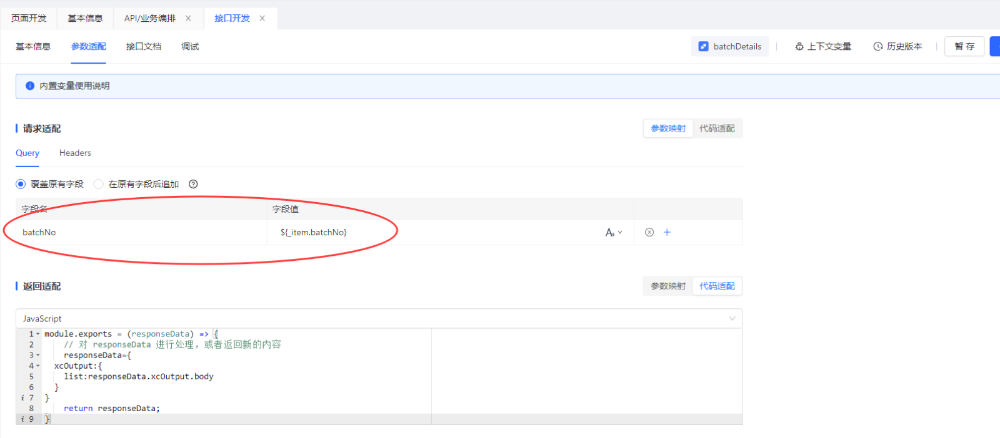 页面开发 基本信息 API/业务编排 × 接口开发 ×
基本信息 参数适配 接口文档 调试 batchDetails 上下文变量 历史版本 暂存
内置变量使用说明
请求适配 参数映射 代码适配
Query Headers
覆盖原有字段 在原有字段后追加
字段名 字段值
batchNo ${_item.batchNo}
返回适配 参数映射 代码适配
JavaScript
1 module.exports = (responseData) => {
2 // 对 responseData 进行处理，或者返回新的内容
3 responseData={
4 xcOutput:{
5 list:responseData.xcOutput.body
6 }
i 7 }
8 return responseData;
i 9 }